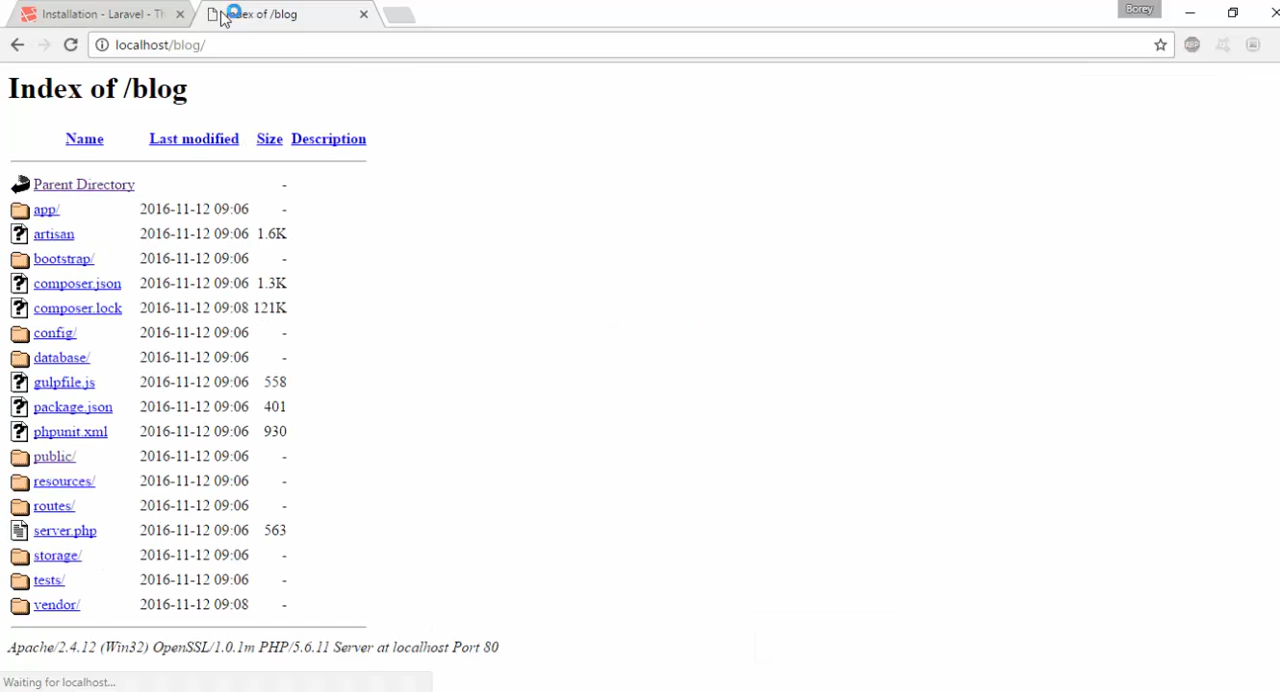 Installation - Laravel - Th
Index of /blog
Borey
localhost/blog/
ABP
Index of /blog
Name Last modified Size Description
Parent Directory -
app/ 2016-11-12 09:06 -
artisan 2016-11-12 09:06 1.6K
bootstrap/ 2016-11-12 09:06 -
composer.json 2016-11-12 09:06 1.3K
composer.lock 2016-11-12 09:08 121K
config/ 2016-11-12 09:06 -
database/ 2016-11-12 09:06 -
gulpfile.js 2016-11-12 09:06 558
package.json 2016-11-12 09:06 401
phpunit.xml 2016-11-12 09:06 930
public/ 2016-11-12 09:06 -
resources/ 2016-11-12 09:06 -
routes/ 2016-11-12 09:06 -
server.php 2016-11-12 09:06 563
storage/ 2016-11-12 09:06 -
tests/ 2016-11-12 09:06 -
vendor/ 2016-11-12 09:08 -
Apache/2.4.12 (Win32) OpenSSL/1.0.1m PHP/5.6.11 Server at localhost Port 80
Waiting for localhost...